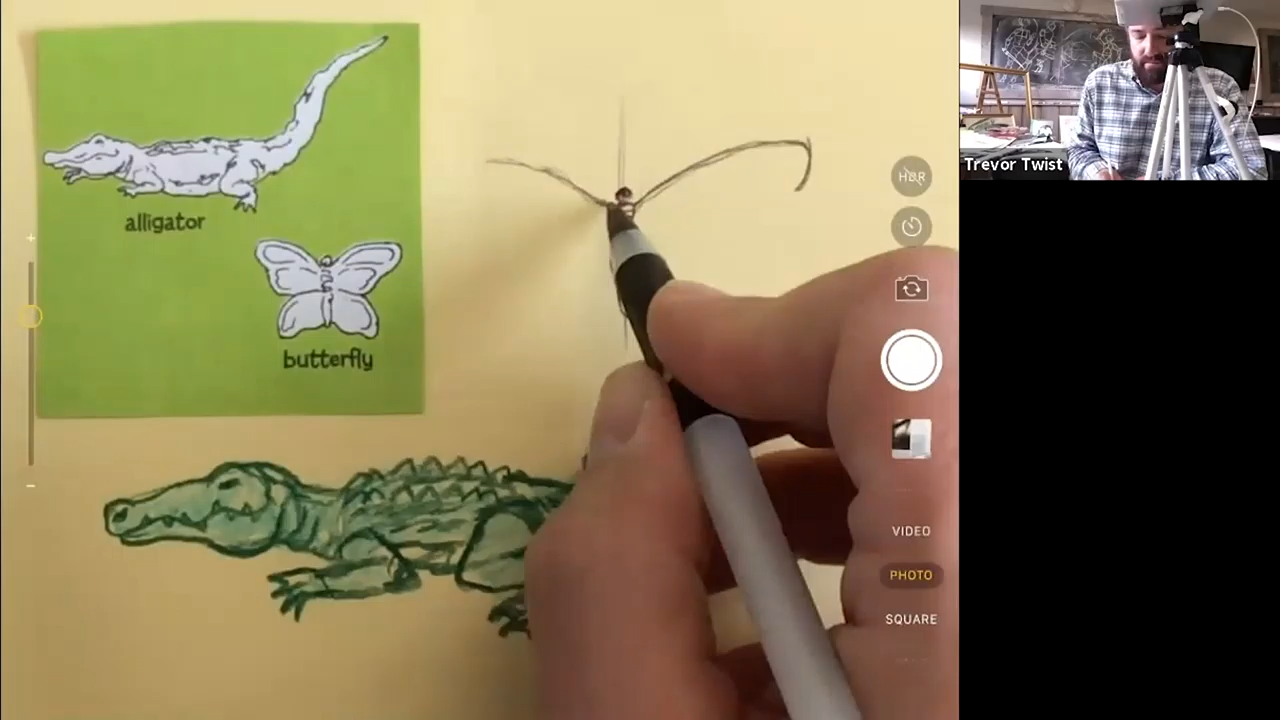 alligator
butterfly
HDR
VIDEO
PHOTO
SQUARE
Trevor Twist